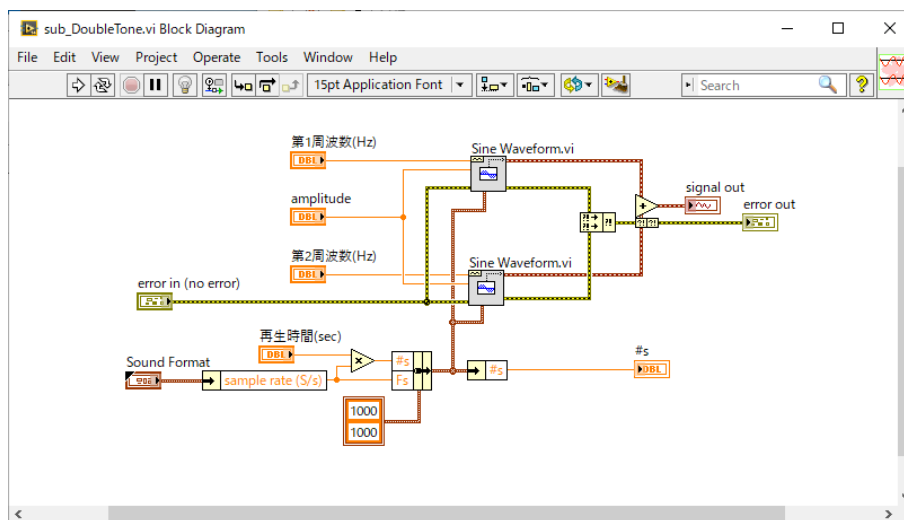 sub_DoubleTone.vi Block Diagram
File Edit View Project Operate Tools Window Help
15pt Application Font
Search
第1周波数(Hz)
DBL
Sine Waveform.vi
amplitude
DBL
signal out
error out
第2周波数(Hz)
DBL
Sine Waveform.vi
error in (no error)
再生時間(sec)
DBL
Sound Format
sample rate (S/s)
#s
Fs
#s
#s
DBL
1000
1000